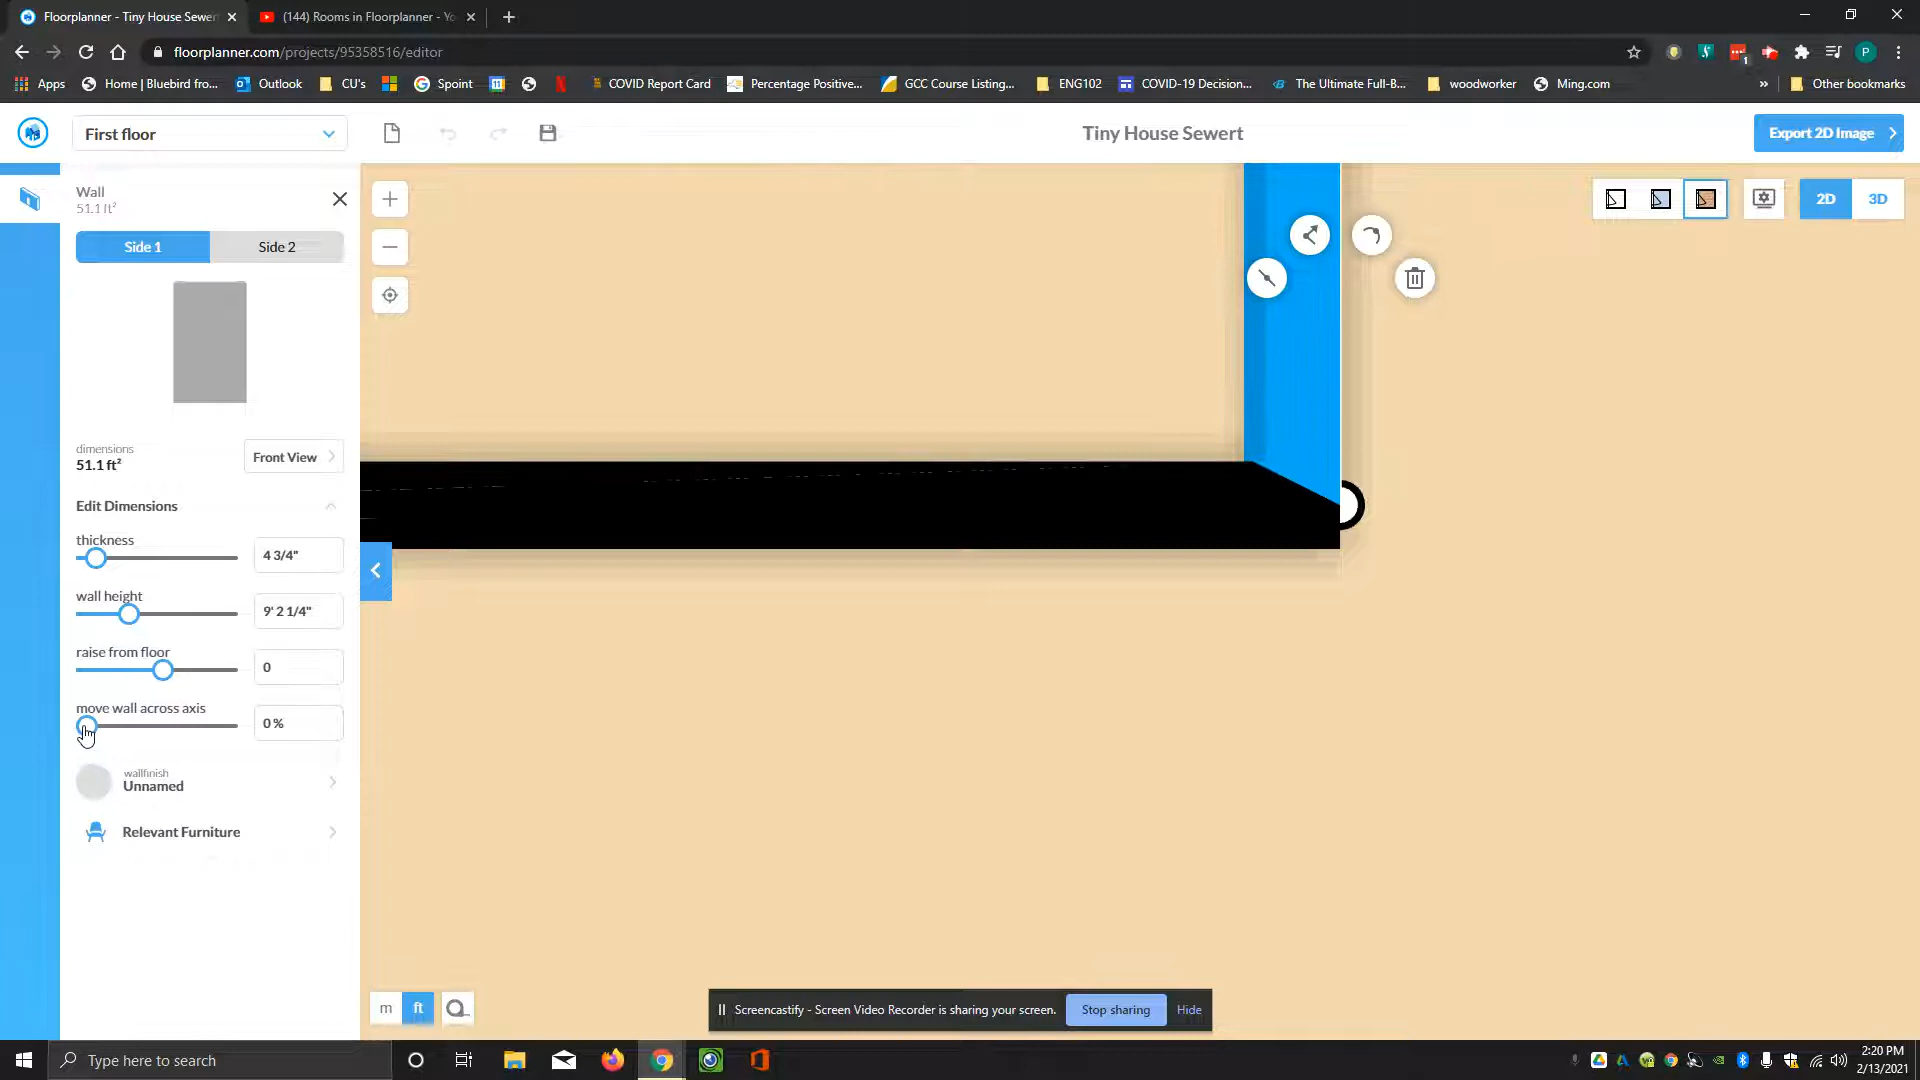 Floorplanner - Tiny House Sewer
(144) Rooms in Floorplanner - Yo
floorplanner.com/projects/95358516/editor
Apps
Home | Bluebird fro...
Outlook
CU's
Spoint
COVID Report Card
Percentage Positive...
GCC Course Listing...
ENG102
COVID-19 Decision...
The Ultimate Full-B...
woodworker
Ming.com
»
Other bookmarks
First floor
Tiny House Sewert
Export 2D Image
Wall
51.1 ft²
Side 1
Side 2
2D
3D
dimensions
51.1 ft²
Front View
Edit Dimensions
thickness
4 3/4"
wall height
9' 2 1/4"
raise from floor
0
move wall across axis
0 %
wallfinish
Unnamed
Relevant Furniture
m
ft
Screencastify - Screen Video Recorder is sharing your screen.
Stop sharing
Hide
Type here to search
2:20 PM
2/13/2021